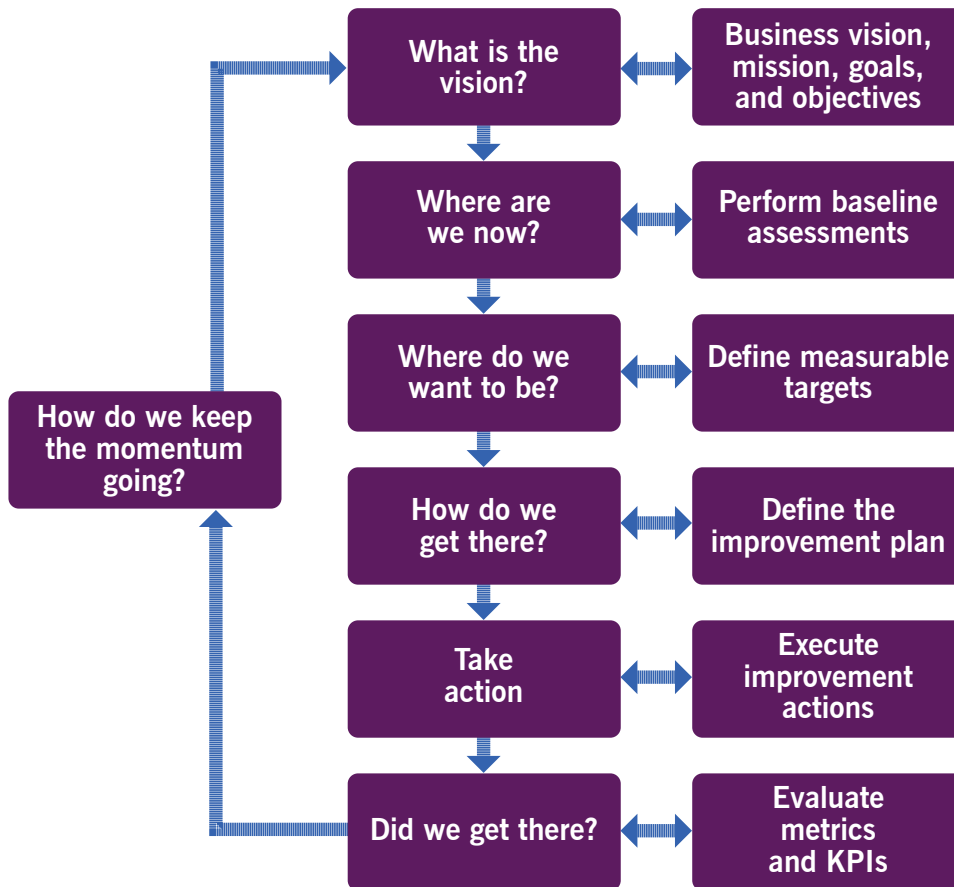 What is the
vision?
Business vision,
mission, goals,
and objectives
Where are
we now?
Perform baseline
assessments
Where do we
want to be?
Define measurable
targets
How do we keep
the momentum
going?
How do we
get there?
Define the
improvement plan
Take
action
Execute
improvement
actions
Did we get there?
Evaluate
metrics
and KPIs